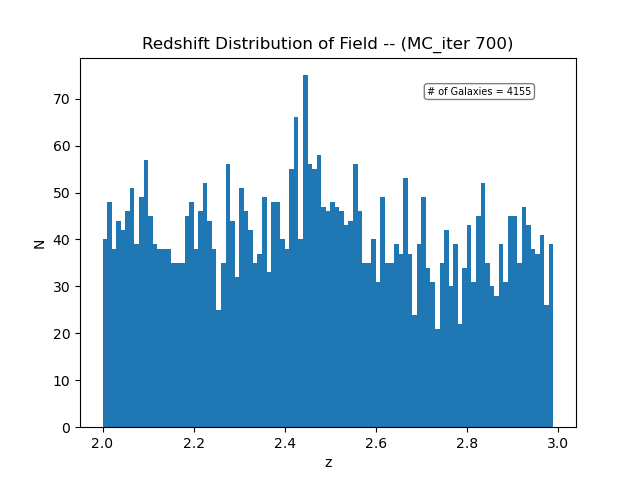 Redshift Distribution of Field -- (MC_iter 700)
# of Galaxies = 4155
70
60
50
40
30
20
10
0
N
2.0 2.2 2.4 2.6 2.8 3.0
z